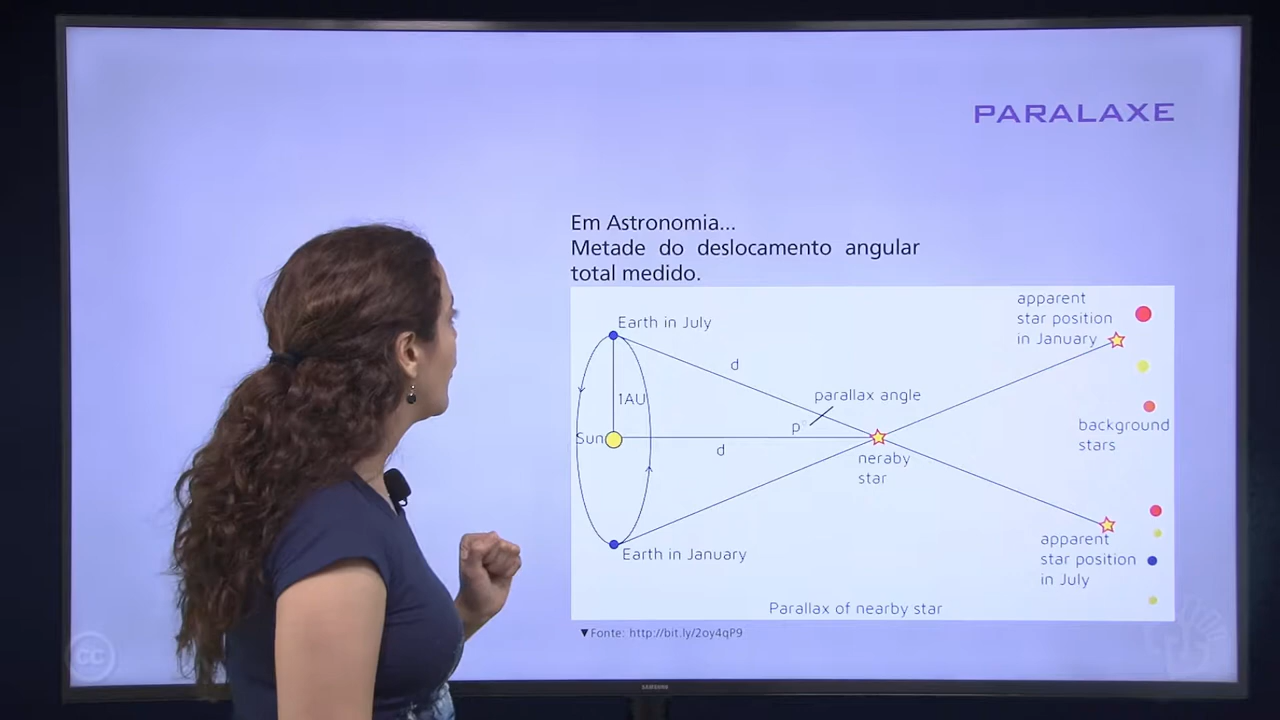 PARALAXE
Em Astronomia...
Metade do deslocamento angular
total medido.
apparent
star position
in January
Earth in July
d
1AU
parallax angle
p°
background
stars
Sun
d
neraby
star
Earth in January
apparent
star position
in July
Parallax of nearby star
▼Fonte: http://bit.ly/2oy4qP9
cc
SAMSUNG